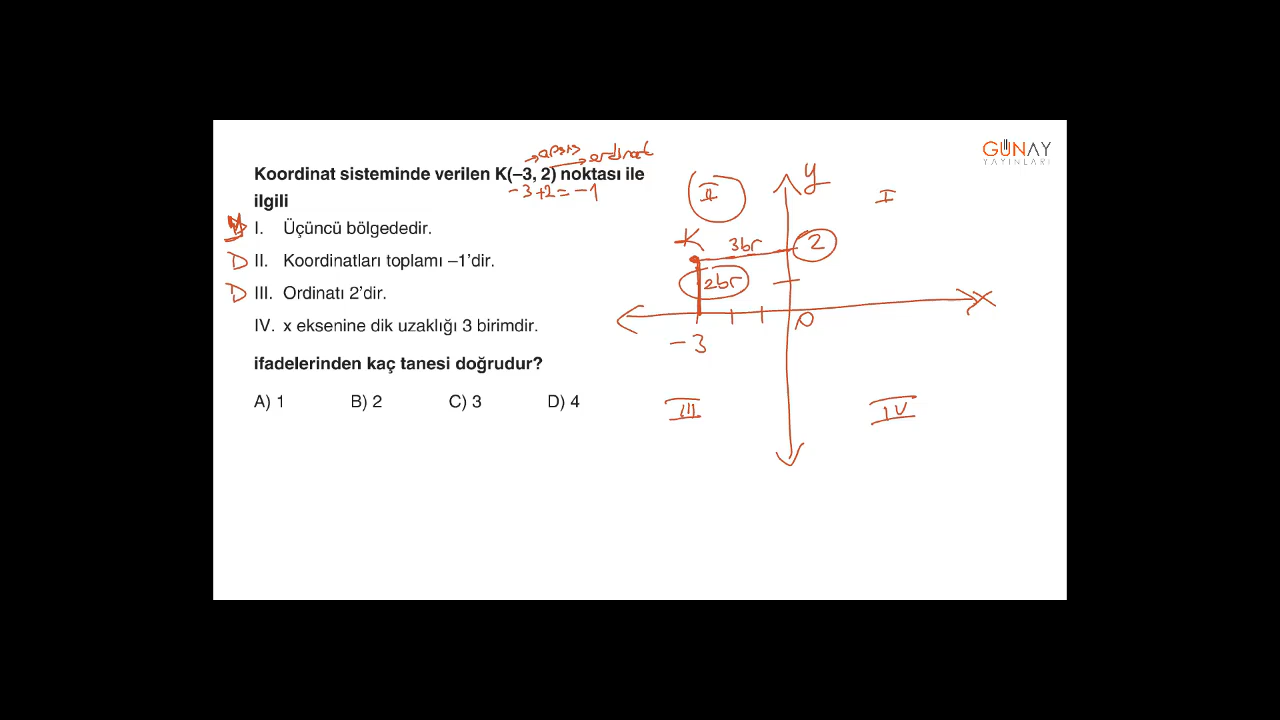 GÜNAY
YAYINLARI
apsis
ordinat
Koordinat sisteminde verilen K(–3, 2) noktası ile
-3+2=-1
ilgili
I. Üçüncü bölgededir.
D II. Koordinatları toplamı –1'dir.
D III. Ordinatı 2'dir.
IV. x eksenine dik uzaklığı 3 birimdir.
ifadelerinden kaç tanesi doğrudur?
A) 1 B) 2 C) 3 D) 4
y
II I
K 3br 2
2br
x
-3 O
III IV